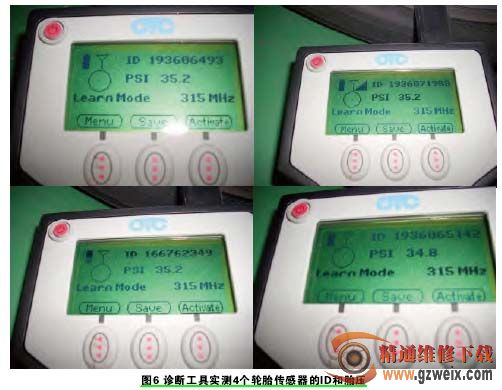 OTC
ID 193606493
PSI 35.2
Learn Mode 315 MHz
Menu Save Activate
OTC
PSI 35.2
Learn Mode 315 MHz
Menu Save Activate
OTC
ID 166762349
PSI 35.2
Learn Mode 315 MHz
Menu Save Activate
OTC
ID 1936065142
PSI 34.8
Learn Mode 315 MHz
Menu Save Activate
图6 诊断工具实测4个轮胎传感器的ID和胎压
精通维修下载
www.gzweix.com